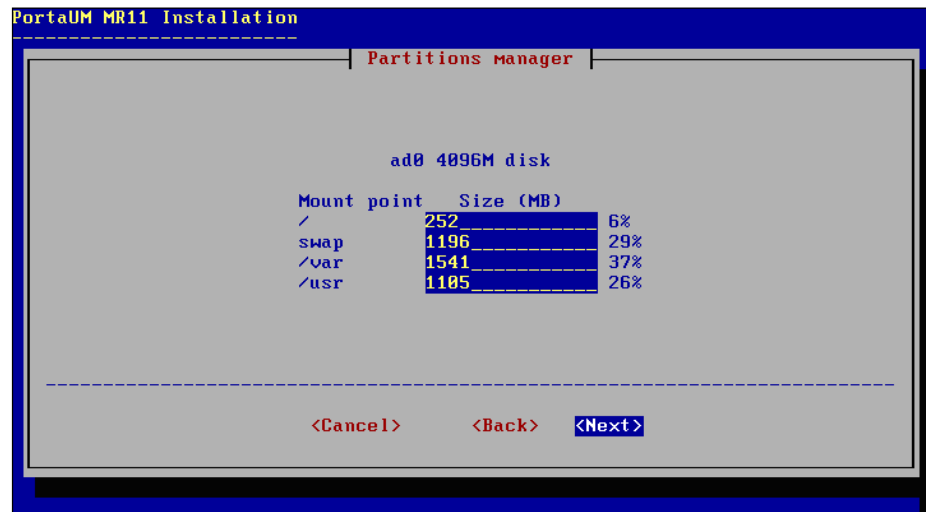 PortaUM MR11 Installation
Partitions manager
ad0 4096M disk
Mount point Size (MB)
/ 252 6%
swap 1196 29%
/var 1541 37%
/usr 1105 26%
<Cancel> <Back> <Next>